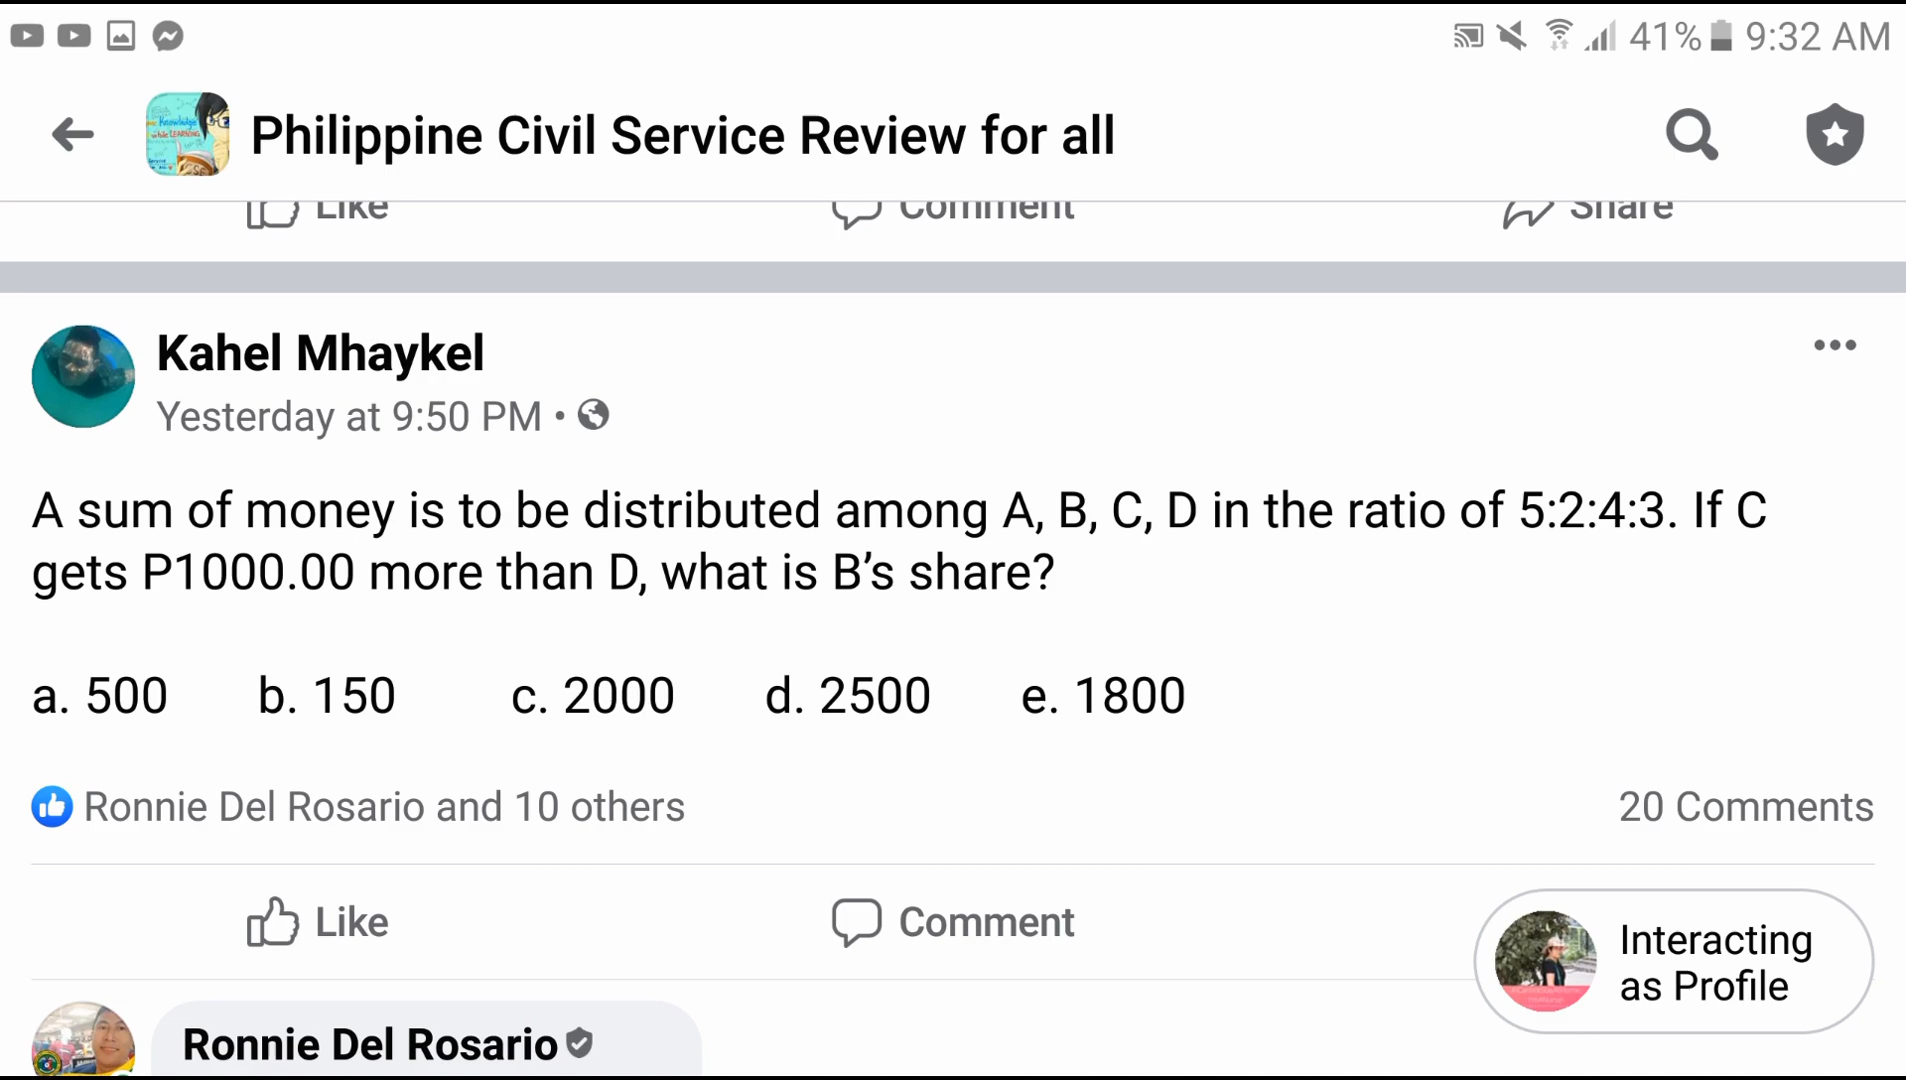 41% 9:32 AM
Philippine Civil Service Review for all
Like Comment Share
Kahel Mhaykel
Yesterday at 9:50 PM •
A sum of money is to be distributed among A, B, C, D in the ratio of 5:2:4:3. If C
gets P1000.00 more than D, what is B’s share?
a. 500 b. 150 c. 2000 d. 2500 e. 1800
Ronnie Del Rosario and 10 others 20 Comments
Like Comment
Interacting
as Profile
Ronnie Del Rosario